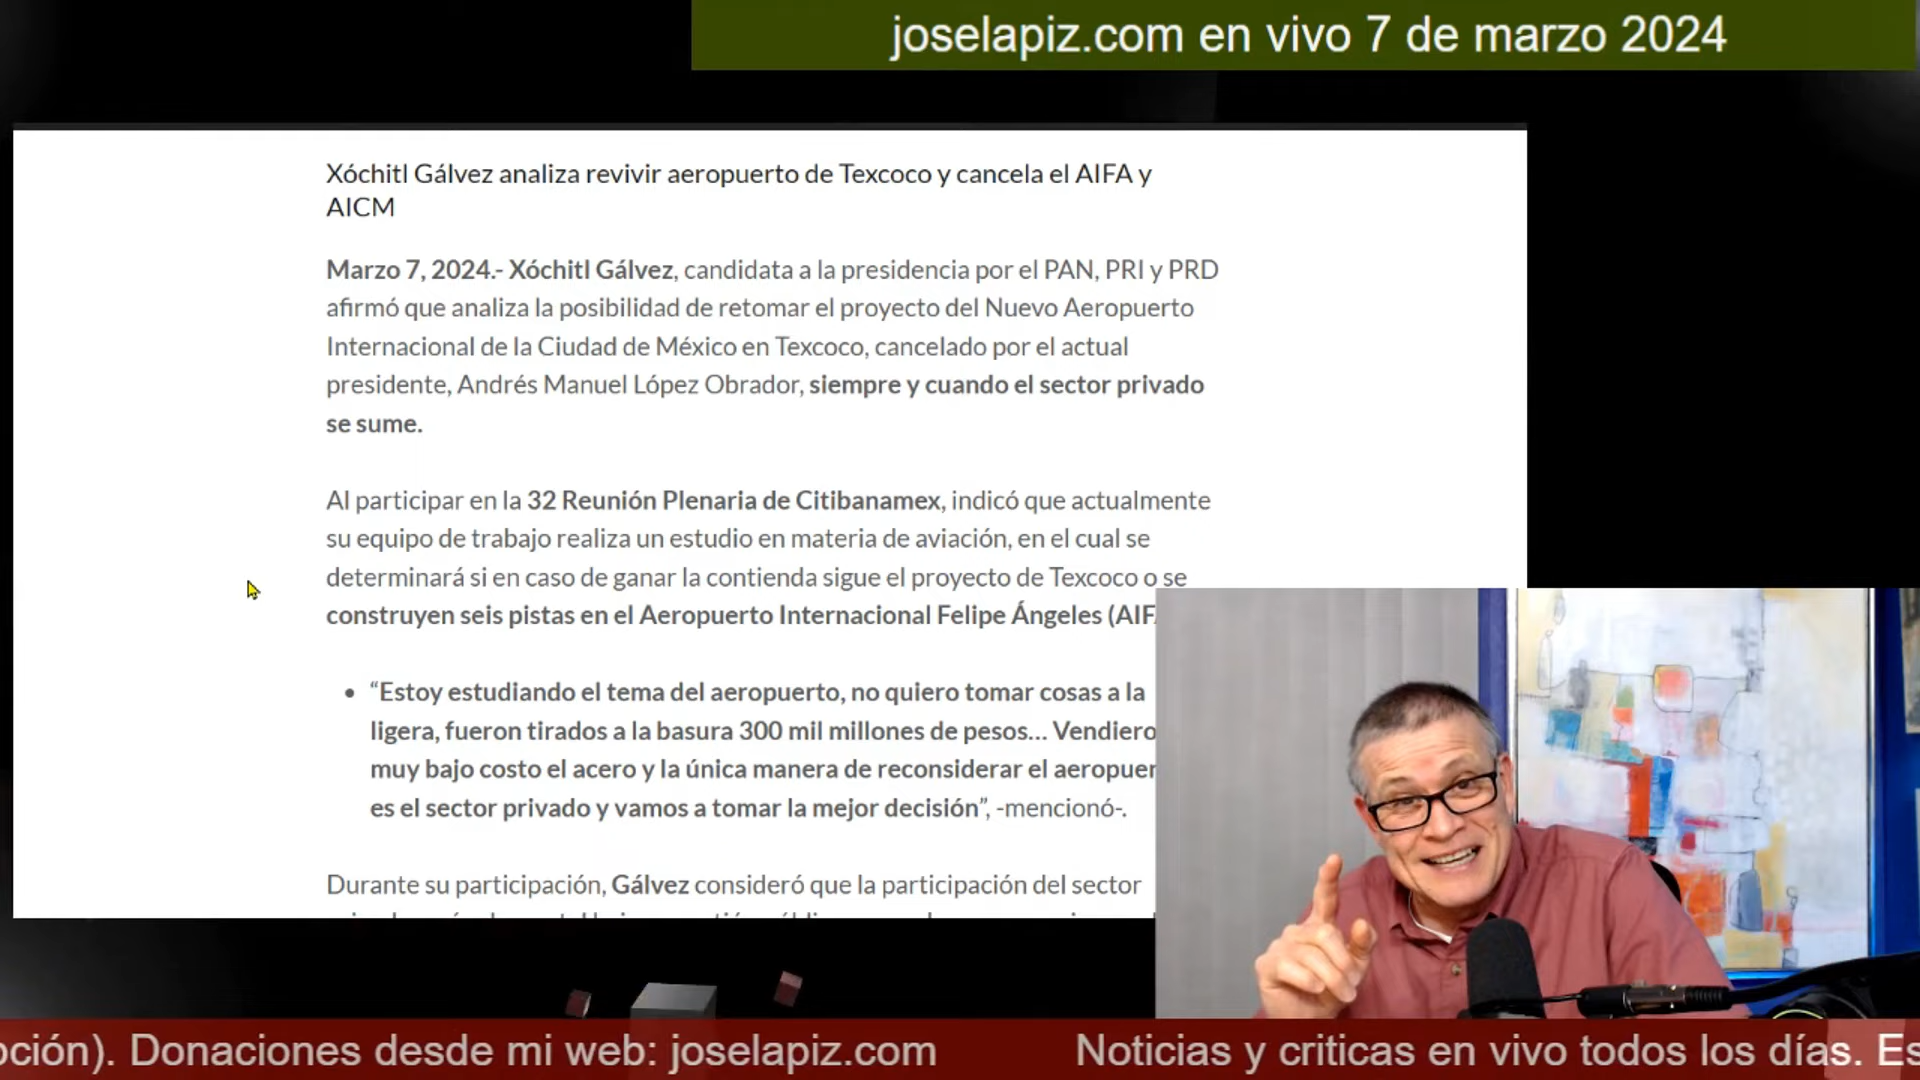 joselapiz.com en vivo 7 de marzo 2024
Xóchitl Gálvez analiza revivir aeropuerto de Texcoco y cancela el AIFA y
AICM
Marzo 7, 2024.- Xóchitl Gálvez, candidata a la presidencia por el PAN, PRI y PRD
afirmó que analiza la posibilidad de retomar el proyecto del Nuevo Aeropuerto
Internacional de la Ciudad de México en Texcoco, cancelado por el actual
presidente, Andrés Manuel López Obrador, siempre y cuando el sector privado
se sume.
Al participar en la 32 Reunión Plenaria de Citibanamex, indicó que actualmente
su equipo de trabajo realiza un estudio en materia de aviación, en el cual se
determinará si en caso de ganar la contienda sigue el proyecto de Texcoco o se
construyen seis pistas en el Aeropuerto Internacional Felipe Ángeles (AIF
• “Estoy estudiando el tema del aeropuerto, no quiero tomar cosas a la
ligera, fueron tirados a la basura 300 mil millones de pesos... Vendiero
muy bajo costo el acero y la única manera de reconsiderar el aeropuer
es el sector privado y vamos a tomar la mejor decisión”, -mencionó-.
Durante su participación, Gálvez consideró que la participación del sector
oción). Donaciones desde mi web: joselapiz.com Noticias y criticas en vivo todos los días. Es